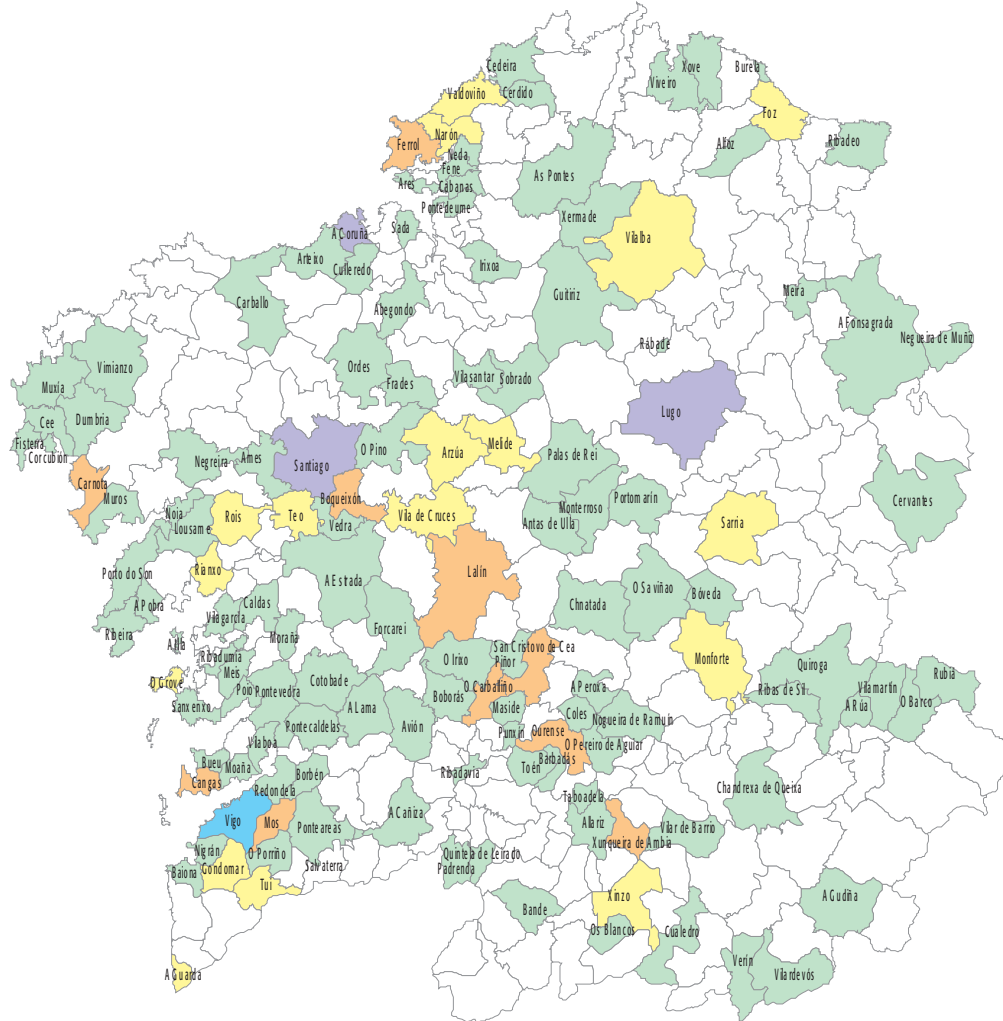 Cedeira
Xove
Burela
Viveiro
Valdoviño
Cerdido
Foz
Narón
Ferrol
Alfoz
Ribadeo
Neda
Fene
As Pontes
Ares
Cabanas
Pontedeume
Xermade
Sada
A Coruña
Vilalba
Arteixo
Culleredo
Irixoa
Guitiriz
Meira
Carballo
Abegondo
A Fonsagrada
Negueira de Muñiz
Rábade
Vimianzo
Ordes
Muxía
Frades
Vilasantar
Sobrado
Lugo
Dumbria
Cee
Fisterra
Corcubión
Melide
O Pino
Arzúa
Negreira
Ames
Santiago
Palas de Rei
Carnota
Muros
Boqueixón
Portomarín
Cervantes
Monterroso
Noia
Lousame
Rois
Teo
Vila de Cruces
Antas de Ulla
Sarria
Vedra
Rianxo
Lalín
Porto do Son
A Estrada
O Saviñao
Bóveda
A Pobra
Chnatada
Caldas
Vilagarcía
Forcarei
Ribeira
Moraña
A Illa
San Cristovo de Cea
Ribadumia
O Irixo
Piñor
Monforte
Quiroga
Meis
Rubiá
O Grove
Cotobade
O Carballiño
A Peroxa
Ribas de Sil
Vilamartín
Poio
Pontevedra
Boborás
Sanxenxo
A Lama
Maside
A Rúa
O Barco
Coles
Nogueira de Ramuín
Pontecaldelas
Avión
Punxín
Ourense
Vilaboa
O Pereiro de Aguiar
Barbadás
Bueu
Moaña
Toén
Borbén
Ribadavia
Cangas
Redondela
Chandrexa de Queixa
Taboadela
A Cañiza
Vigo
Mos
Ponteareas
Allariz
Vilar de Barrio
Xunqueira de Ambía
Nigrán
O Porriño
Quintela de Leirado
Salvaterra
Gondomar
Padrenda
Baiona
Tui
Xinzo
A Gudiña
Bande
Os Blancos
Cualedro
Verín
A Guarda
Vilardevós